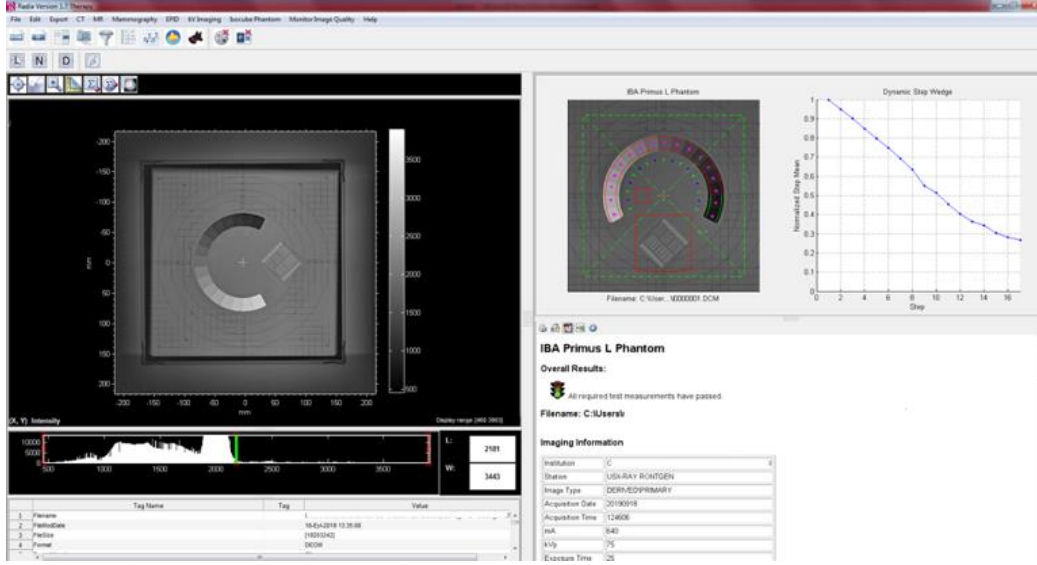 Radia Version 1.7 Therapy
File Edit Export CT MR Mammography EPID kV Imaging Isocube Phantom Monitor Image Quality Help
L N D
-200
-150
-100
-50
0
50
100
150
200
mm
-200 -150 -100 -50 0 50 100 150 200
mm
3500
3000
2500
2000
1500
1000
500
(X, Y) Intensity
10000
5000
500 1000 1500 2000 2500 3000 3500
L: 2181
W: 3443
Tag Name Tag Value
1 Filename
2 FileModDate
3 FileSize
4 Format DICOM
IBA Primus L Phantom
Filename: C:\User...\I0000001.DCM
Dynamic Step Wedge
Normalized Step Mean
1
0.9
0.8
0.7
0.6
0.5
0.4
0.3
0.2
0.1
0
0 2 4 6 8 10 12 14 16
Step
IBA Primus L Phantom
Overall Results:
All required test measurements have passed.
Filename: C:\Users\r
Imaging Information
Institution C
Station USX-RAY RONTGEN
Image Type DERIVED\PRIMARY
Acquisition Date 20190918
Acquisition Time 124606
mA 640
kVp 75
Exposure Time 25